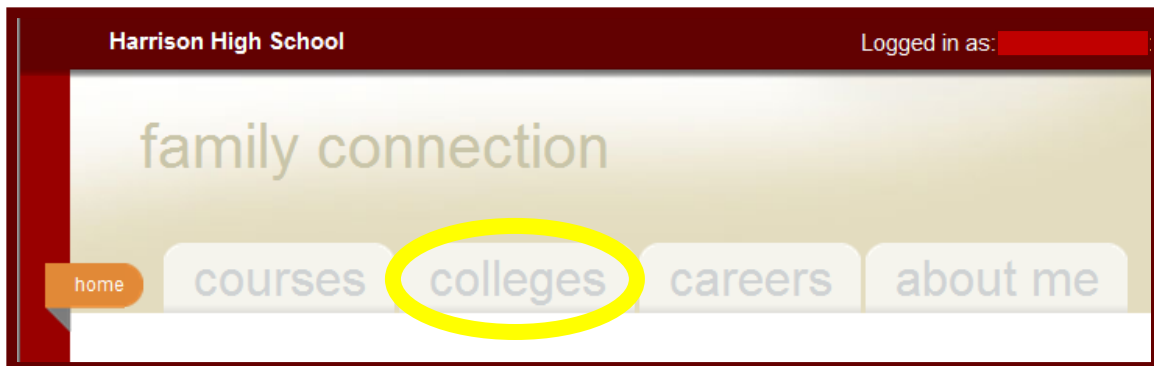 Harrison High School Logged in as:
family connection
home courses colleges careers about me